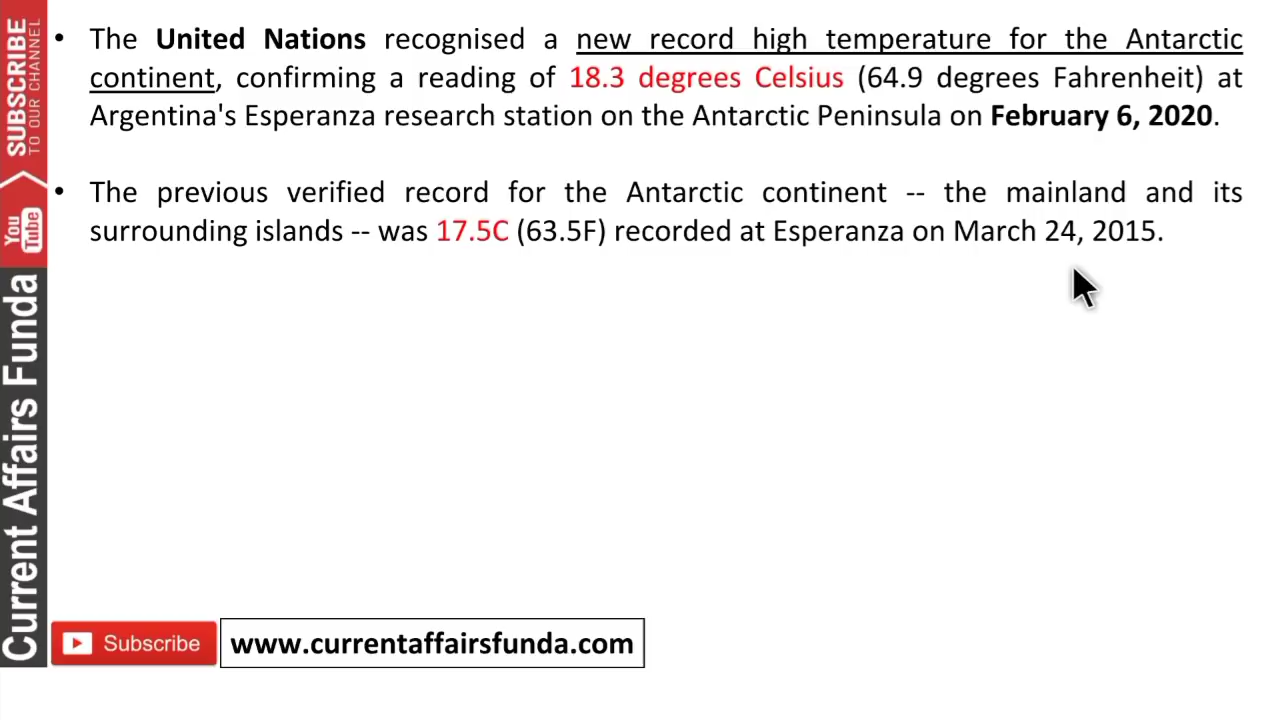 • The United Nations recognised a new record high temperature for the Antarctic
continent, confirming a reading of 18.3 degrees Celsius (64.9 degrees Fahrenheit) at
Argentina's Esperanza research station on the Antarctic Peninsula on February 6, 2020.
• The previous verified record for the Antarctic continent -- the mainland and its
surrounding islands -- was 17.5C (63.5F) recorded at Esperanza on March 24, 2015.
SUBSCRIBE
TO OUR CHANNEL
You
Tube
Current Affairs Funda
Subscribe
www.currentaffairsfunda.com